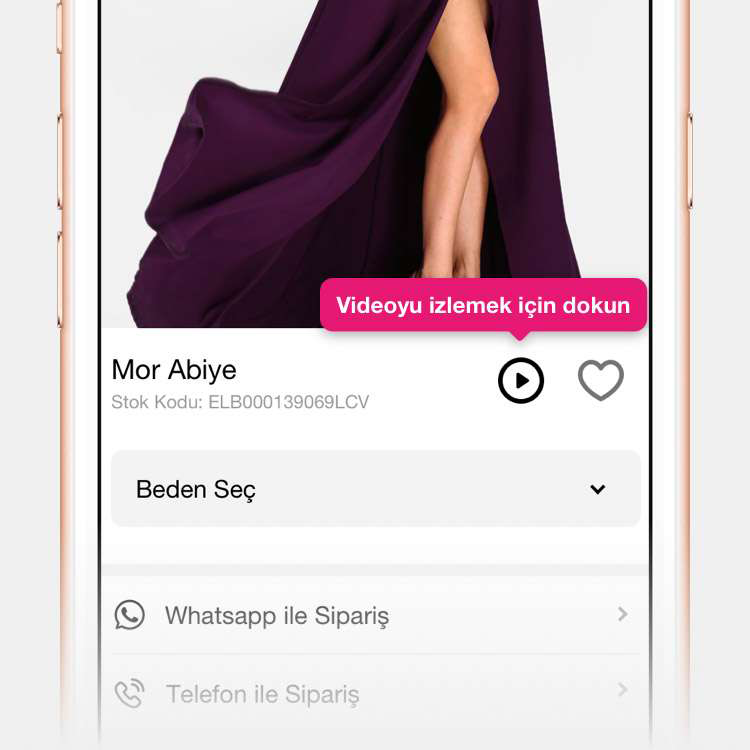 Videoyu izlemek için dokun
Mor Abiye
Stok Kodu: ELB000139069LCV
Beden Seç
Whatsapp ile Sipariş
Telefon ile Sipariş